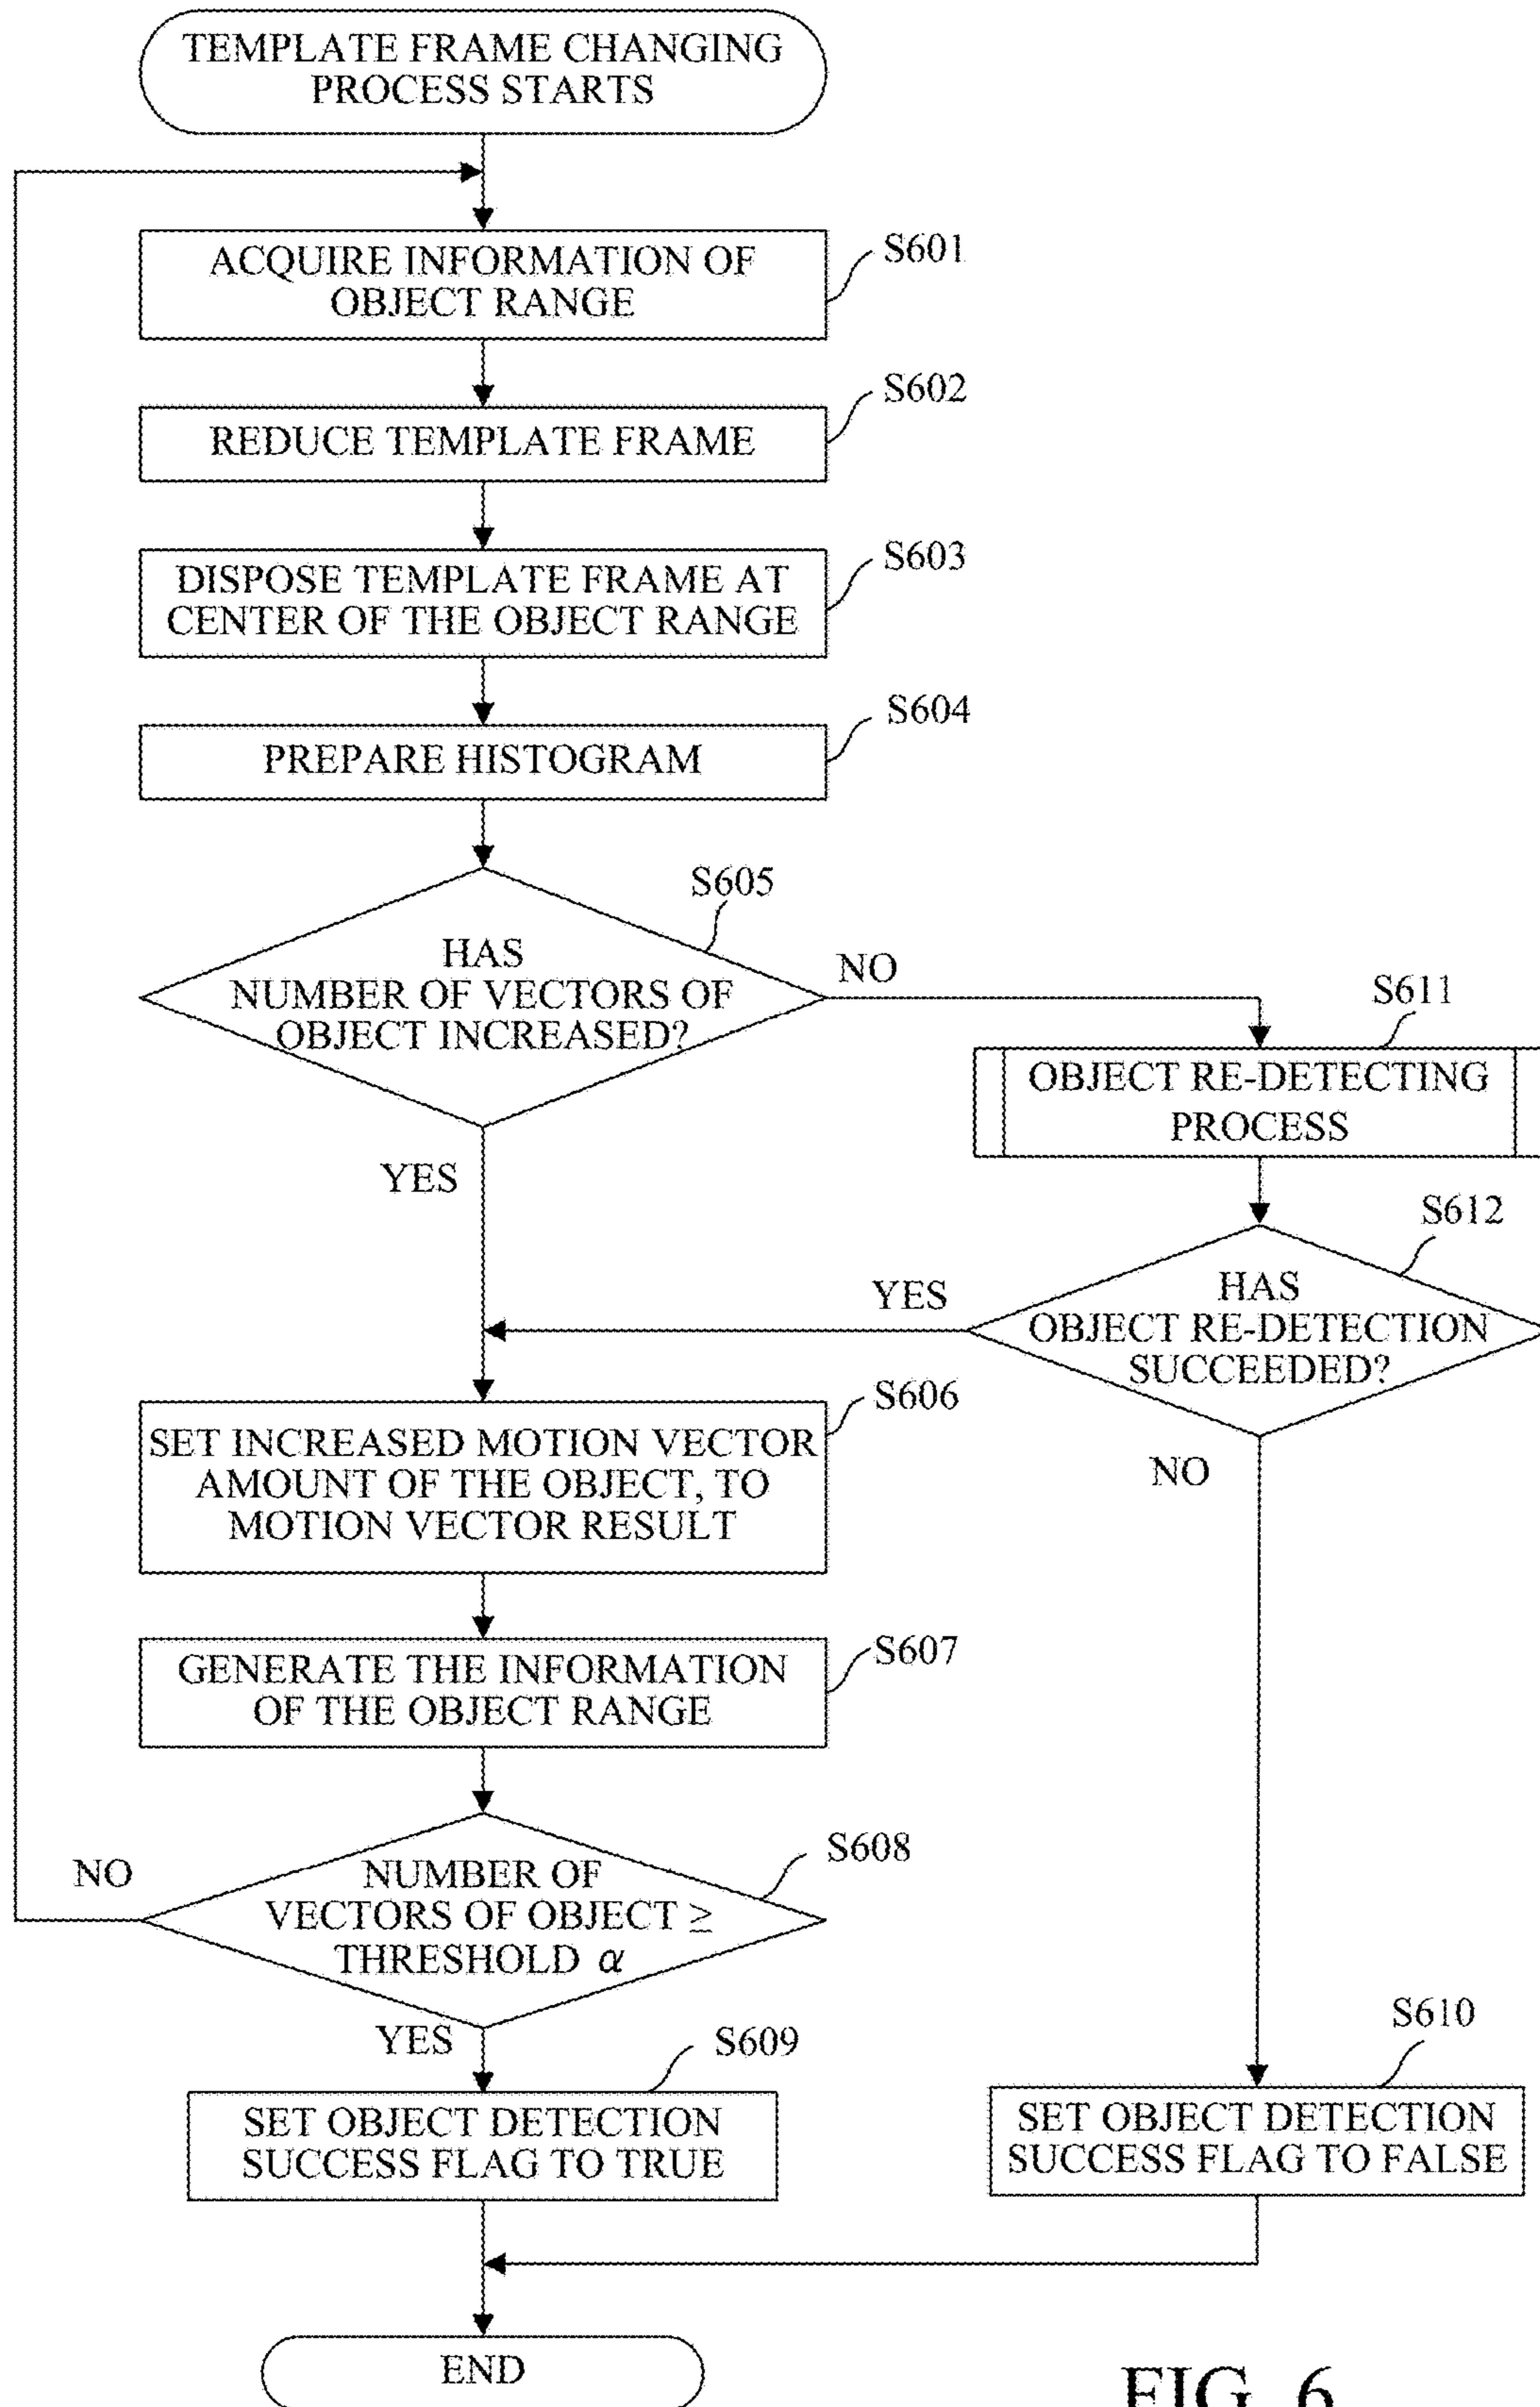 TEMPLATE FRAME CHANGING
PROCESS STARTS
ACQUIRE INFORMATION OF
OBJECT RANGE
S601
REDUCE TEMPLATE FRAME
S602
DISPOSE TEMPLATE FRAME AT
CENTER OF THE OBJECT RANGE
S603
PREPARE HISTOGRAM
S604
S605
HAS
NUMBER OF VECTORS OF
OBJECT INCREASED?
NO
YES
S611
OBJECT RE-DETECTING
PROCESS
S612
HAS
OBJECT RE-DETECTION
SUCCEEDED?
YES
NO
S606
SET INCREASED MOTION VECTOR
AMOUNT OF THE OBJECT, TO
MOTION VECTOR RESULT
S607
GENERATE THE INFORMATION
OF THE OBJECT RANGE
S608
NUMBER OF
VECTORS OF OBJECT ≥
THRESHOLD α
NO
YES
S609
SET OBJECT DETECTION
SUCCESS FLAG TO TRUE
S610
SET OBJECT DETECTION
SUCCESS FLAG TO FALSE
END
FIG. 6